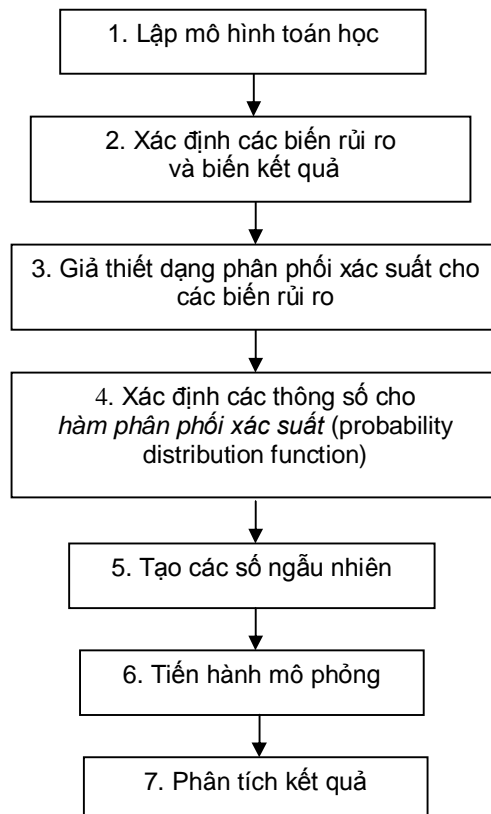 1. Lập mô hình toán học
2. Xác định các biến rủi ro
và biến kết quả
3. Giả thiết dạng phân phối xác suất cho
các biến rủi ro
4. Xác định các thông số cho
hàm phân phối xác suất (probability
distribution function)
5. Tạo các số ngẫu nhiên
6. Tiến hành mô phỏng
7. Phân tích kết quả